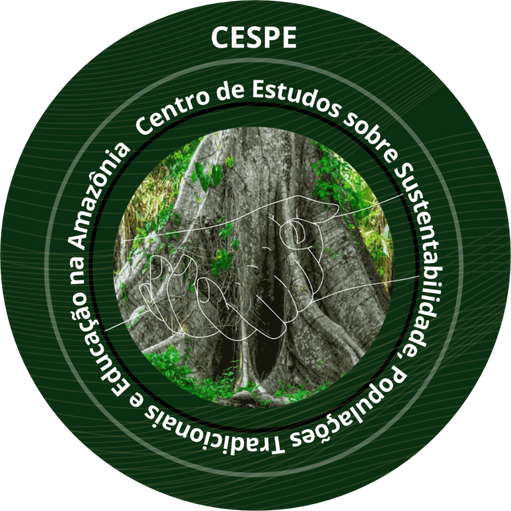 CESPE
Centro de Estudos sobre Sustentabilidade, Populações Tradicionais e Educação na Amazônia